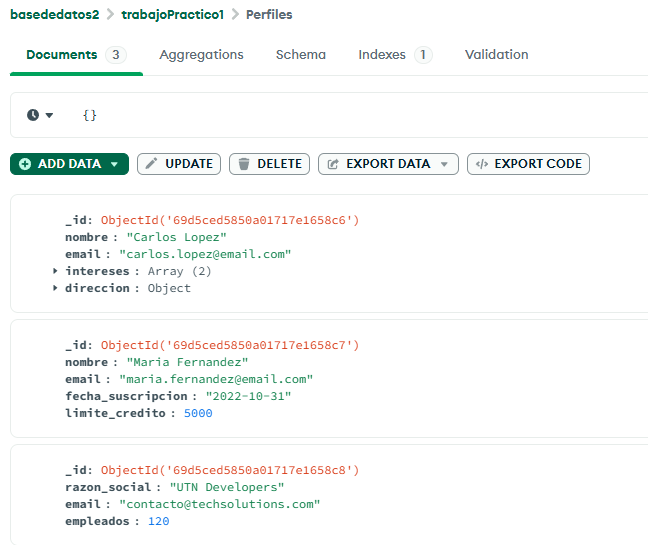 basededatos2 > trabajoPractico1 > Perfiles
Documents 3 Aggregations Schema Indexes 1 Validation
{}
ADD DATA UPDATE DELETE EXPORT DATA </> EXPORT CODE
_id: ObjectId('69d5ced5850a01717e1658c6')
nombre : "Carlos Lopez"
email : "carlos.lopez@email.com"
intereses : Array (2)
direccion : Object
_id: ObjectId('69d5ced5850a01717e1658c7')
nombre : "Maria Fernandez"
email : "maria.fernandez@email.com"
fecha_suscripcion : "2022-10-31"
limite_credito : 5000
_id: ObjectId('69d5ced5850a01717e1658c8')
razon_social : "UTN Developers"
email : "contacto@techsolutions.com"
empleados : 120